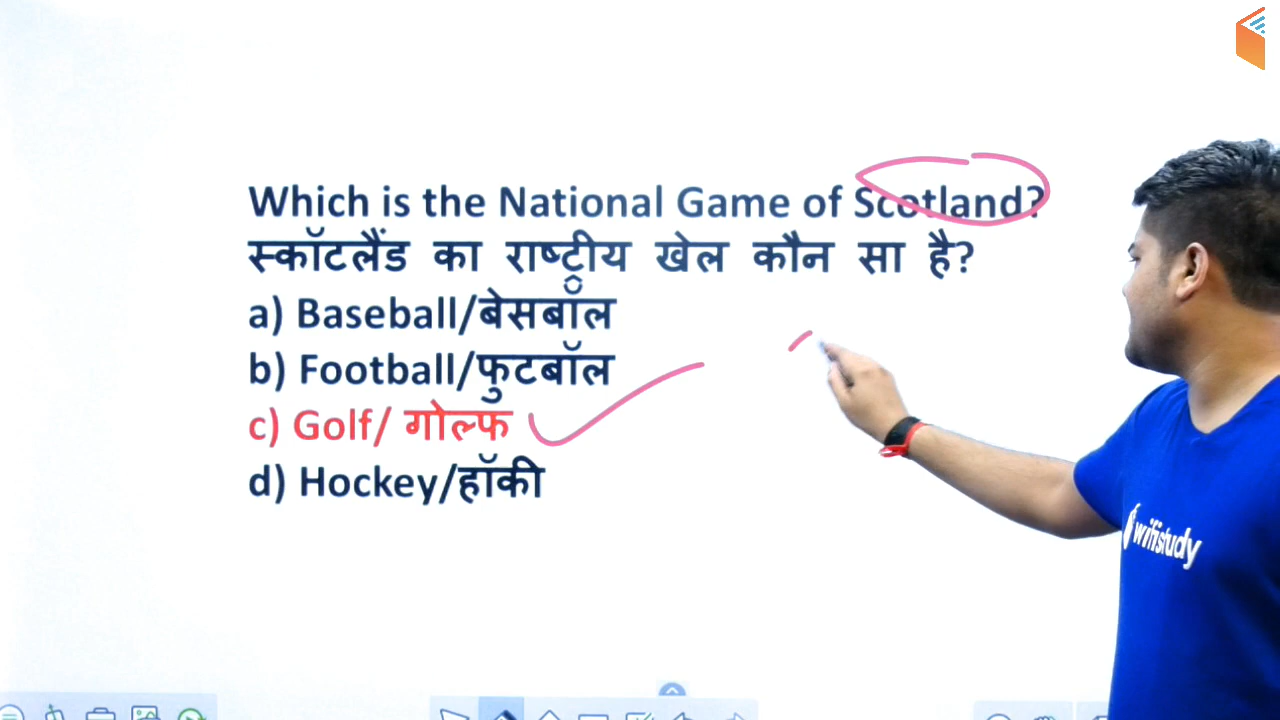 Which is the National Game of Scotland?
स्कॉटलैंड का राष्ट्रीय खेल कौन सा है?
a) Baseball/बेसबॉल
b) Football/फुटबॉल
c) Golf/ गोल्फ
d) Hockey/हॉकी
wifistudy